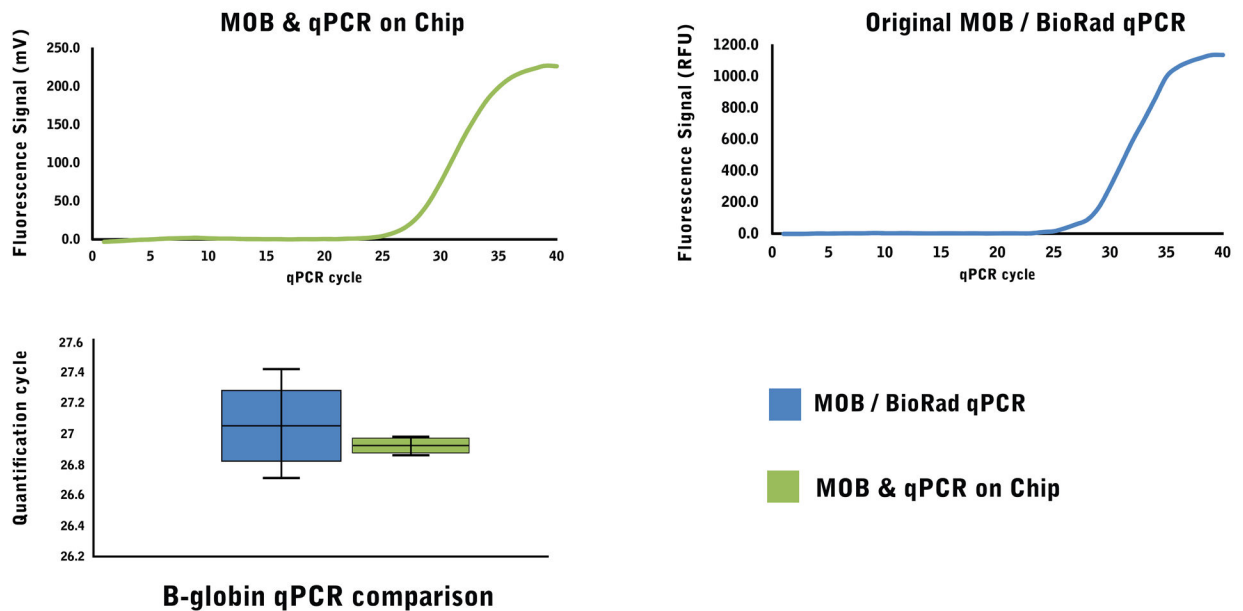 MOB & qPCR on Chip
Fluorescence Signal (mV)
250.0
200.0
150.0
100.0
50.0
0.0
0 5 10 15 20 25 30 35 40
qPCR cycle
Original MOB / BioRad qPCR
Fluorescence Signal (RFU)
1200.0
1000.0
800.0
600.0
400.0
200.0
0.0
0 5 10 15 20 25 30 35 40
qPCR cycle
Quantification cycle
27.6
27.4
27.2
27
26.8
26.6
26.4
26.2
B-globin qPCR comparison
MOB / BioRad qPCR
MOB & qPCR on Chip